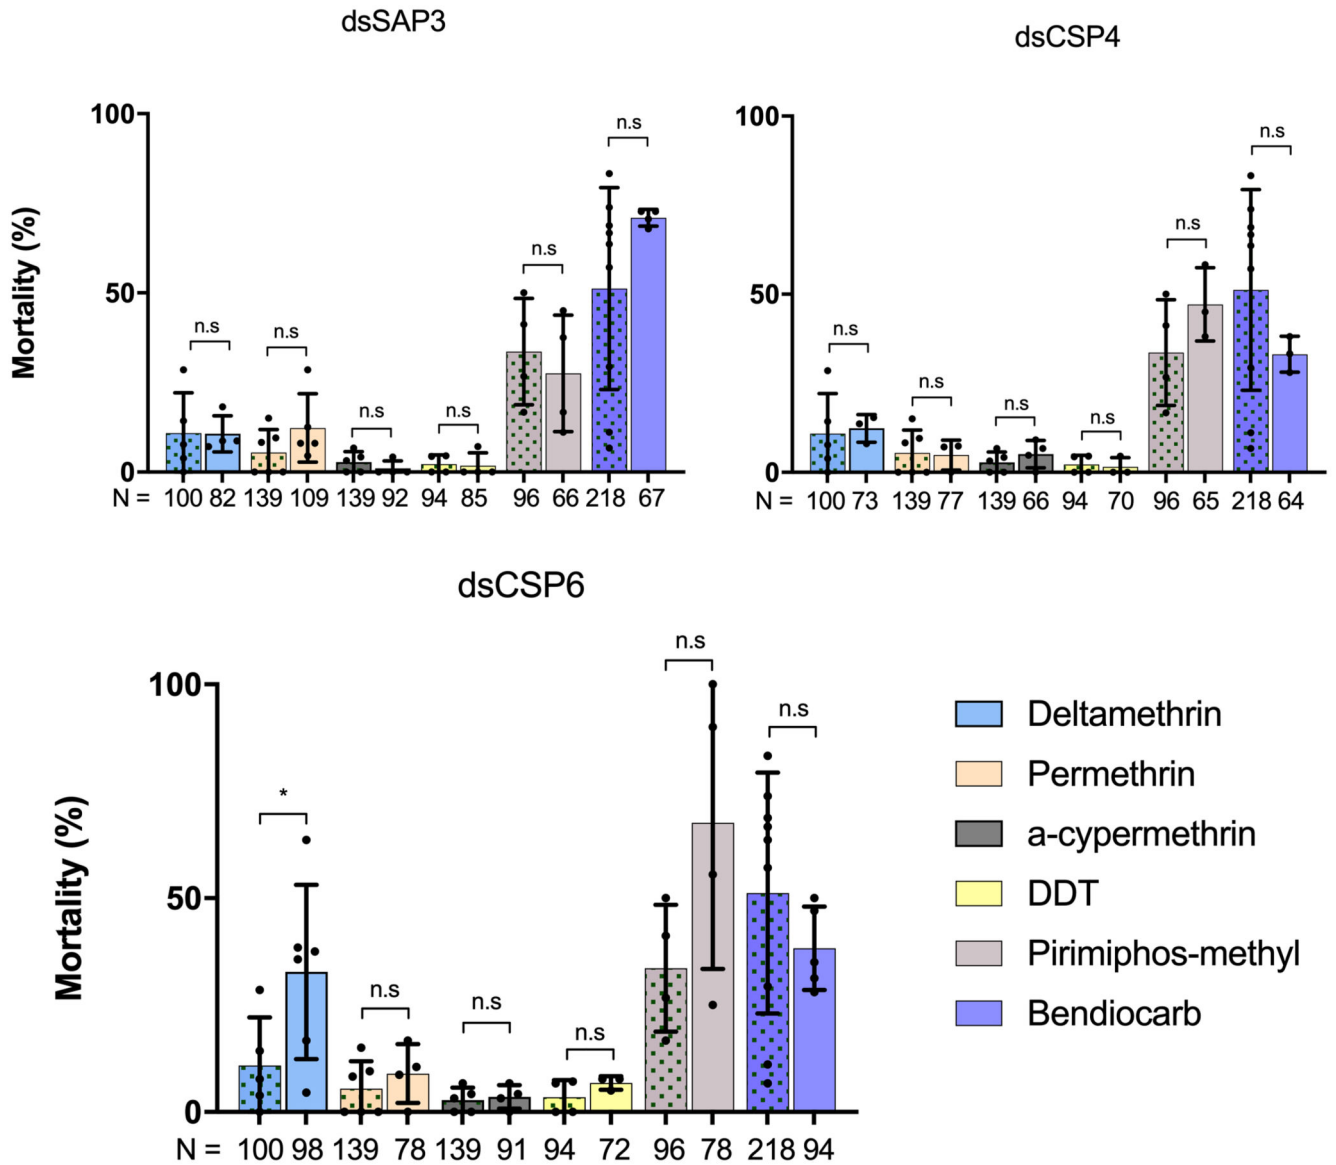 dsSAP3
dsCSP4
Mortality (%)
100
50
0
n.s
n.s
n.s
n.s
n.s
n.s
N = 100 82 139 109 139 92 94 85 96 66 218 67
100
50
0
n.s
n.s
n.s
n.s
n.s
n.s
N = 100 73 139 77 139 66 94 70 96 65 218 64
dsCSP6
Mortality (%)
100
50
0
*
n.s
n.s
n.s
n.s
n.s
N = 100 98 139 78 139 91 94 72 96 78 218 94
Deltamethrin
Permethrin
a-cypermethrin
DDT
Pirimiphos-methyl
Bendiocarb